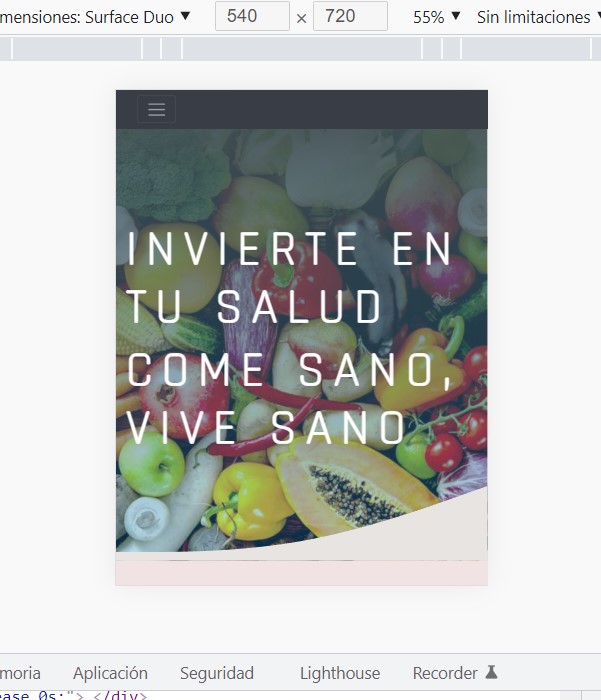 mensiones: Surface Duo ▼ 540 × 720 55% ▼ Sin limitaciones
INVIERTE EN
TU SALUD
COME SANO,
VIVE SANO
moria Aplicación Seguridad Lighthouse Recorder
ease 0s;"> </div>